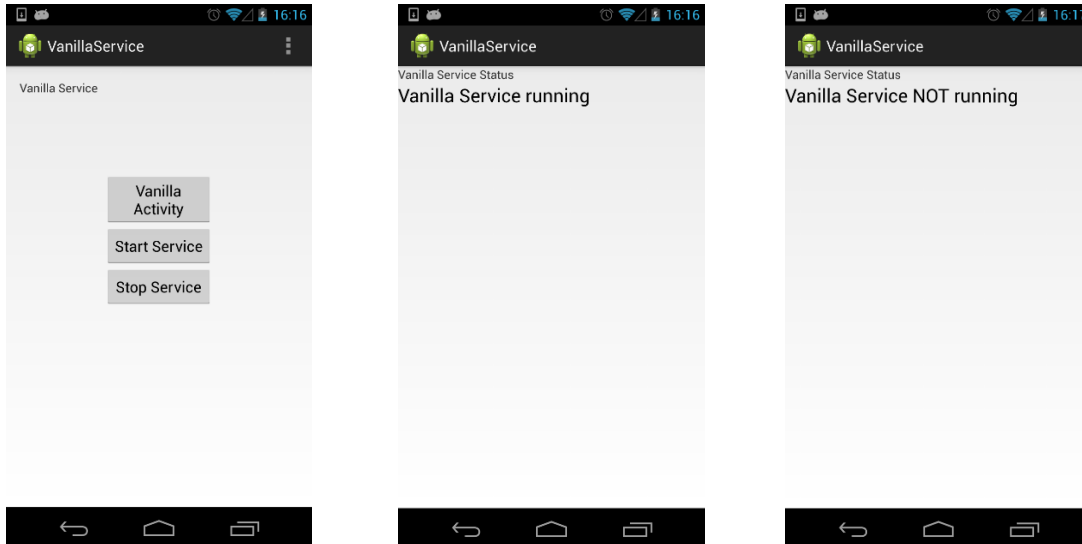 16:16
VanillaService
Vanilla Service
Vanilla
Activity
Start Service
Stop Service
16:16
VanillaService
Vanilla Service Status
Vanilla Service running
VanillaService
Vanilla Service Status
Vanilla Service NOT running